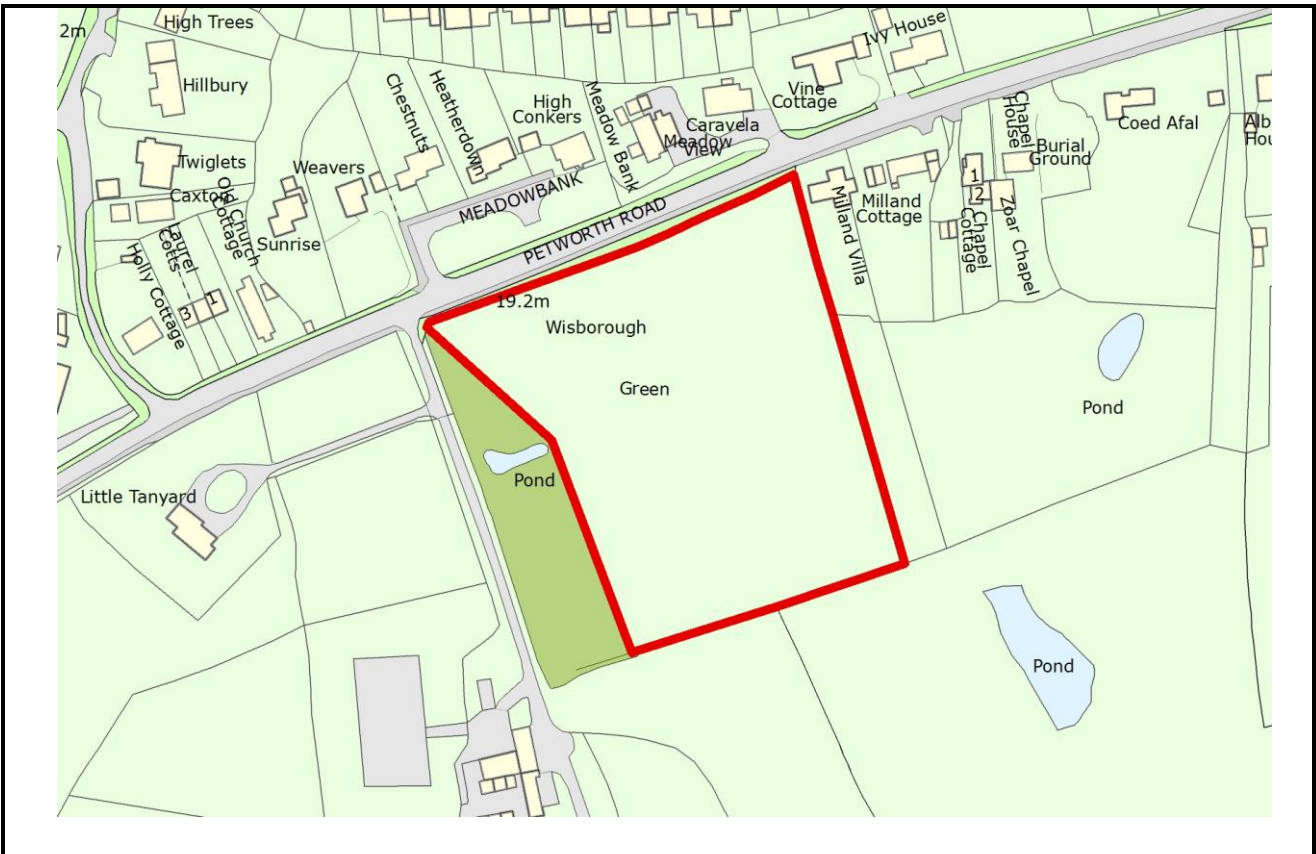 2m
High Trees
Hillbury
Twiglets
Caxton
Old Church
Cottage
Laurel
Cotts
Holly Cottage
3
1
Weavers
Sunrise
Chestnuts
Heatherdown
High
Conkers
Meadow Bank
Meadow
View
Caravela
Vine
Cottage
Ivy House
MEADOWBANK
PETWORTH ROAD
19.2m
Wisborough
Green
Milland Villa
Milland
Cottage
1
2
Chapel
Cottage
Zoar Chapel
Chapel
House
Burial
Ground
Coed Afal
Pond
Pond
Pond
Little Tanyard